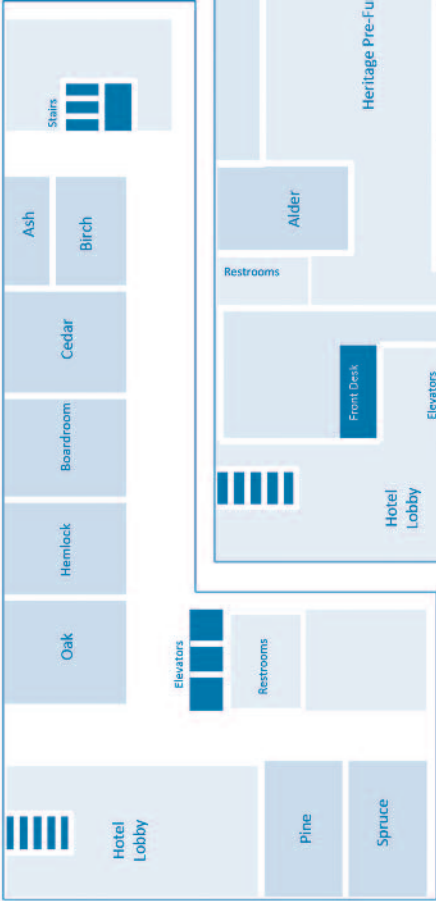 Stairs
Ash
Birch
Cedar
Boardroom
Hemlock
Oak
Elevators
Restrooms
Hotel
Lobby
Pine
Spruce
Heritage Pre-Fu
Alder
Restrooms
Front Desk
Elevators
Hotel
Lobby